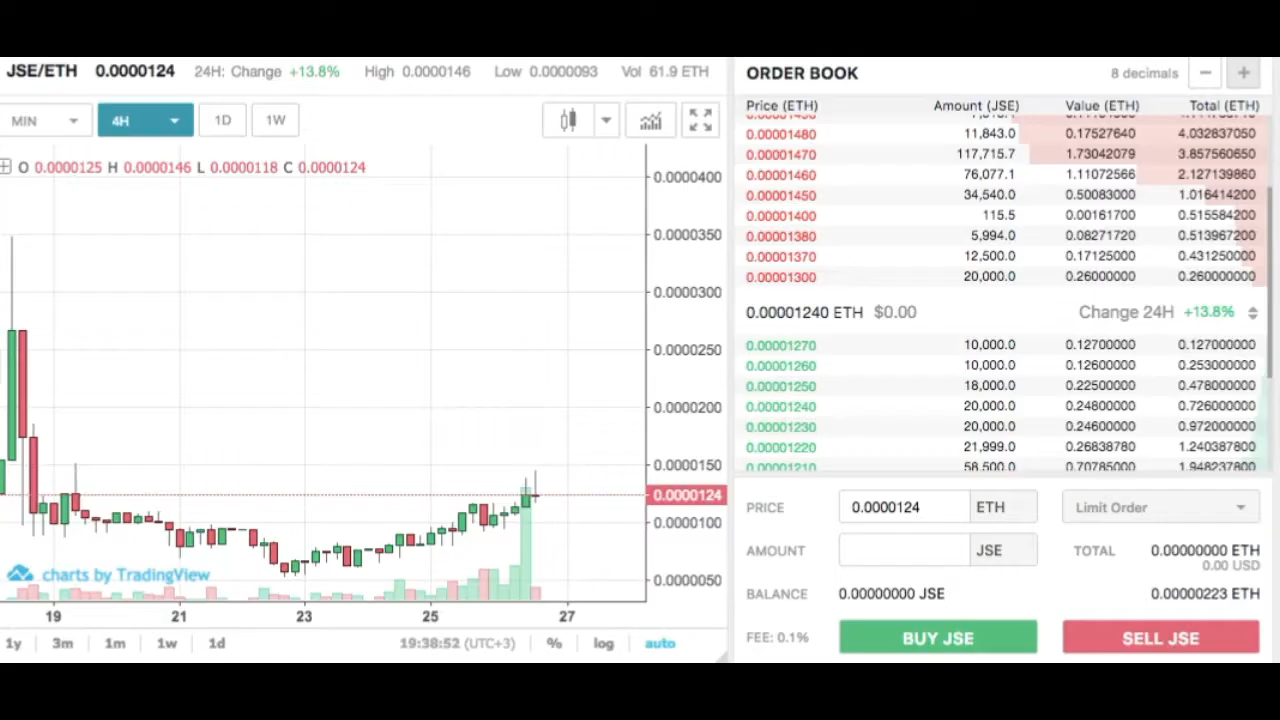 JSE/ETH 0.0000124 24H: Change +13.8% High 0.0000146 Low 0.0000093 Vol 61.9 ETH
MIN 4H 1D 1W
O 0.0000125 H 0.0000146 L 0.0000118 C 0.0000124
0.0000400
0.0000350
0.0000300
0.0000250
0.0000200
0.0000150
0.0000124
0.0000100
0.0000050
charts by TradingView
19 21 23 25 27
1y 3m 1m 1w 1d 19:38:52 (UTC+3) % log auto
ORDER BOOK 8 decimals − +
Price (ETH) Amount (JSE) Value (ETH) Total (ETH)
0.00001480 11,843.0 0.17527640 4.032837050
0.00001470 117,715.7 1.73042079 3.857560650
0.00001460 76,077.1 1.11072566 2.127139860
0.00001450 34,540.0 0.50083000 1.016414200
0.00001400 115.5 0.00161700 0.515584200
0.00001380 5,994.0 0.08271720 0.513967200
0.00001370 12,500.0 0.17125000 0.431250000
0.00001300 20,000.0 0.26000000 0.260000000
0.00001240 ETH $0.00 Change 24H +13.8%
0.00001270 10,000.0 0.12700000 0.127000000
0.00001260 10,000.0 0.12600000 0.253000000
0.00001250 18,000.0 0.22500000 0.478000000
0.00001240 20,000.0 0.24800000 0.726000000
0.00001230 20,000.0 0.24600000 0.972000000
0.00001220 21,999.0 0.26838780 1.240387800
0.00001210 58,500.0 0.70785000 1.948237800
PRICE 0.0000124 ETH Limit Order
AMOUNT JSE TOTAL 0.00000000 ETH
0.00 USD
BALANCE 0.00000000 JSE 0.00000223 ETH
FEE: 0.1% BUY JSE SELL JSE